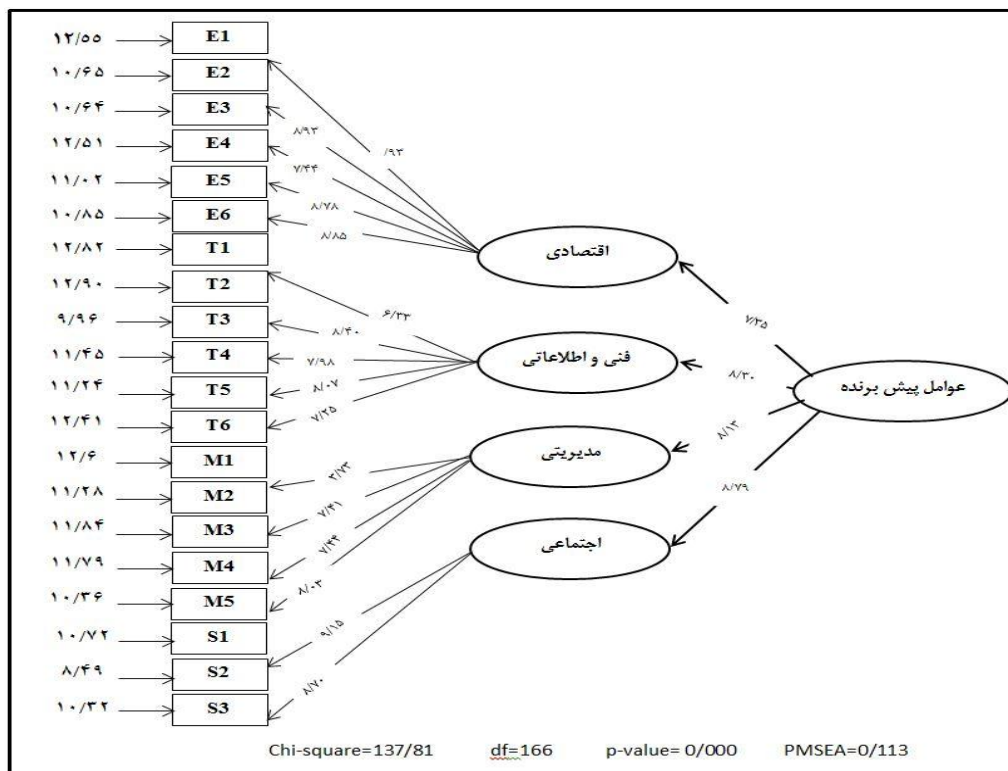 ۱۲/۵۵ E1
۱۰/۶۵ E2
۱۰/۶۴ E3
۱۲/۵۱ E4
۱۱/۰۲ E5
۱۰/۸۵ E6
۱۲/۸۲ T1
۱۲/۹۰ T2
۹/۹۶ T3
۱۱/۴۵ T4
۱۱/۲۴ T5
۱۲/۴۱ T6
۱۲/۶ M1
۱۱/۲۸ M2
۱۱/۸۴ M3
۱۱/۷۹ M4
۱۰/۳۶ M5
۱۰/۷۲ S1
۸/۴۹ S2
۱۰/۳۲ S3
/۹۴
۸/۹۳
۷/۴۴
۸/۷۸
۸/۸۵
۶/۳۳
۸/۴۰
۷/۹۸
۸/۰۷
۷/۲۵
۳/۷۳
۷/۴۱
۷/۴۴
۸/۰۳
۹/۱۵
۸/۷۰
اقتصادی
فنی و اطلاعاتی
مدیریتی
اجتماعی
۷/۳۵
۸/۳۰
۸/۱۳
۸/۷۹
عوامل پیش برنده
Chi-square=137/81 df=166 p-value= 0/000 PMSEA=0/113